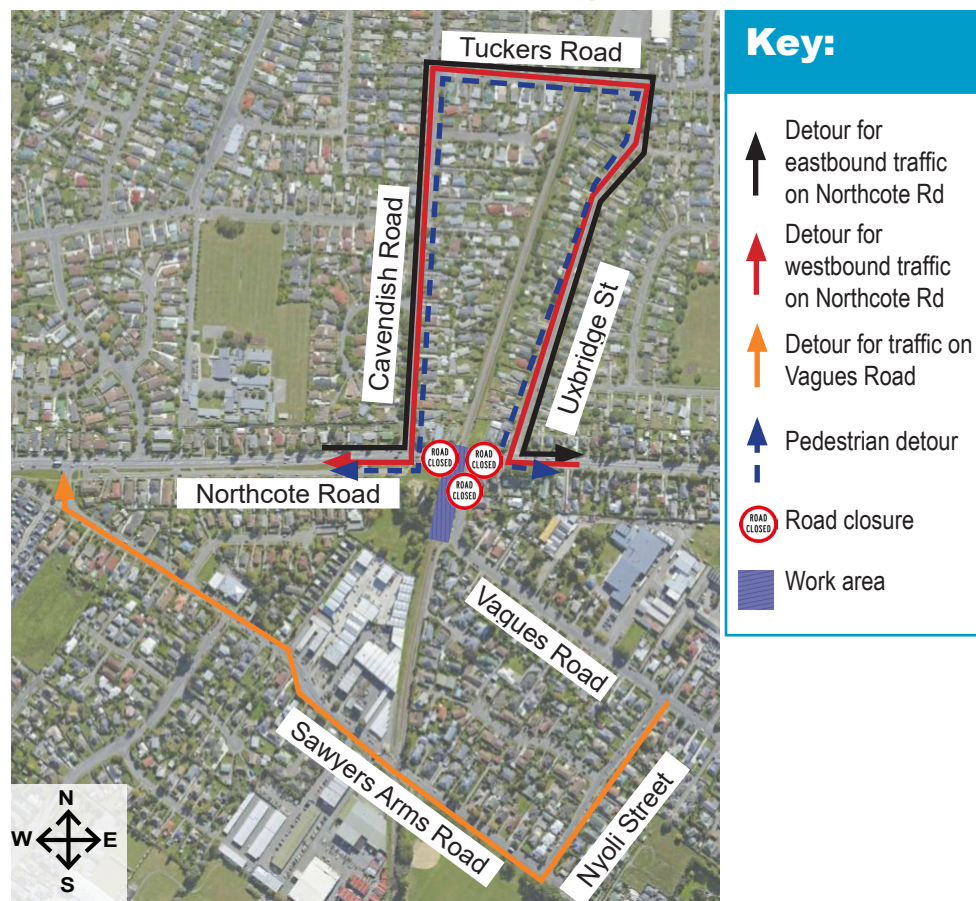 Tuckers Road
Cavendish Road
Uxbridge St
ROAD
CLOSED
ROAD
CLOSED
ROAD
CLOSED
Northcote Road
Vagues Road
Sawyers Arms Road
Nyoli Street
N
W E
S
Key:
Detour for
eastbound traffic
on Northcote Rd
Detour for
westbound traffic
on Northcote Rd
Detour for traffic on
Vagues Road
Pedestrian detour
ROAD
CLOSED
Road closure
Work area